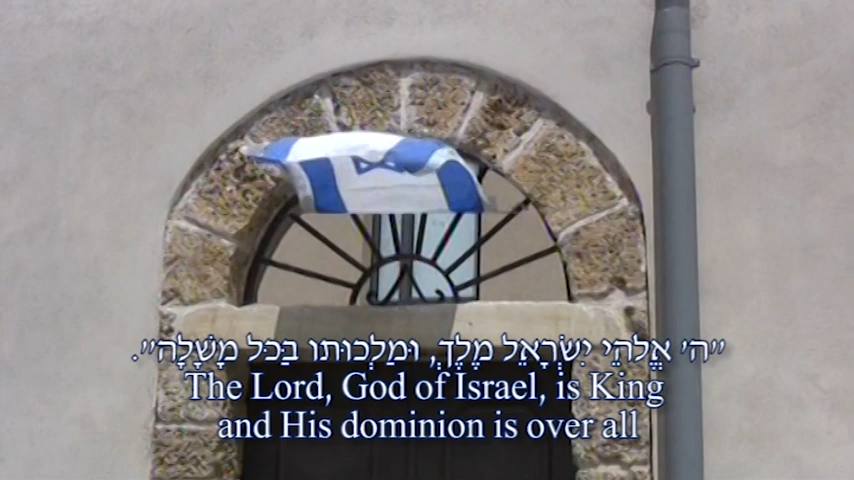 "ה' אֱלֹהֵי יִשְׂרָאֵל מֶלֶךְ, וּמַלְכוּתוֹ בַּכֹּל מָשָׁלָה".
The Lord, God of Israel, is King
and His dominion is over all